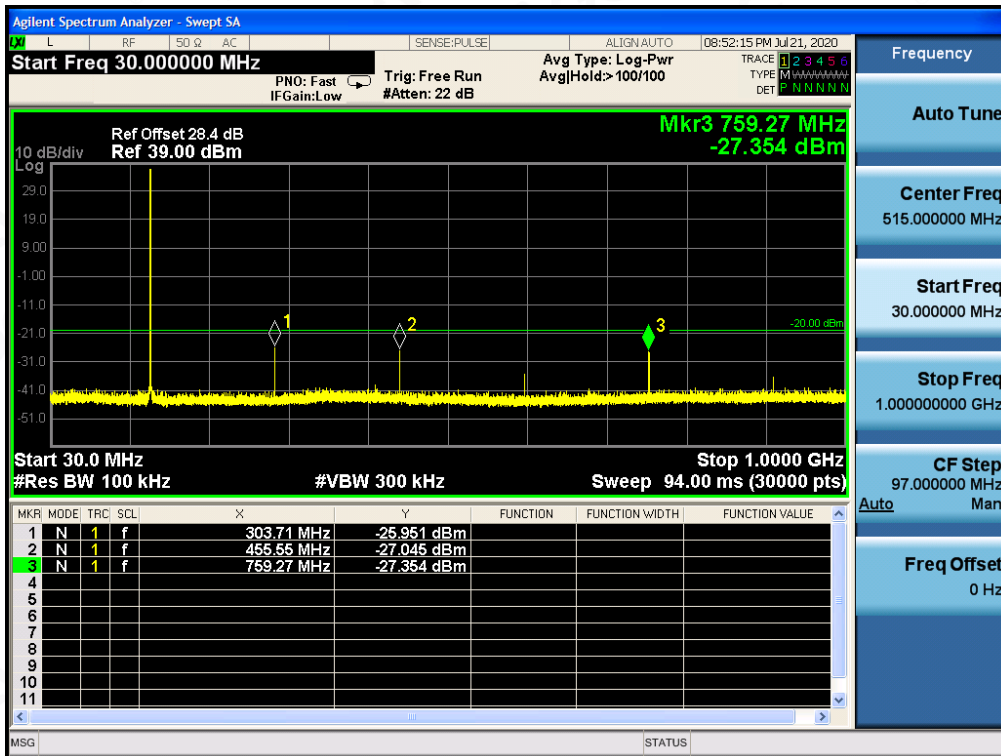 Agilent Spectrum Analyzer - Swept SA
LXI L RF 50 Ω AC SENSE:PULSE ALIGN AUTO 08:52:15 PM Jul 21, 2020
Start Freq 30.000000 MHz
PNO: Fast
IFGain:Low
Trig: Free Run
#Atten: 22 dB
Avg Type: Log-Pwr
Avg|Hold:> 100/100
TRACE 1 2 3 4 5 6
TYPE M
DET P N N N N N
Ref Offset 28.4 dB
10 dB/div Ref 39.00 dBm
Log
Mkr3 759.27 MHz
-27.354 dBm
29.0
19.0
9.00
-1.00
-11.0
-21.0
-31.0
-41.0
-51.0
1
2
3
-20.00 dBm
Start 30.0 MHz Stop 1.0000 GHz
#Res BW 100 kHz #VBW 300 kHz Sweep 94.00 ms (30000 pts)
MKR MODE TRC SCL X Y FUNCTION FUNCTION WIDTH FUNCTION VALUE
1 N 1 f 303.71 MHz -25.951 dBm
2 N 1 f 455.55 MHz -27.045 dBm
3 N 1 f 759.27 MHz -27.354 dBm
4
5
6
7
8
9
10
11
MSG STATUS
Frequency
Auto Tune
Center Freq
515.000000 MHz
Start Freq
30.000000 MHz
Stop Freq
1.000000000 GHz
CF Step
97.000000 MHz
Auto Man
Freq Offset
0 Hz